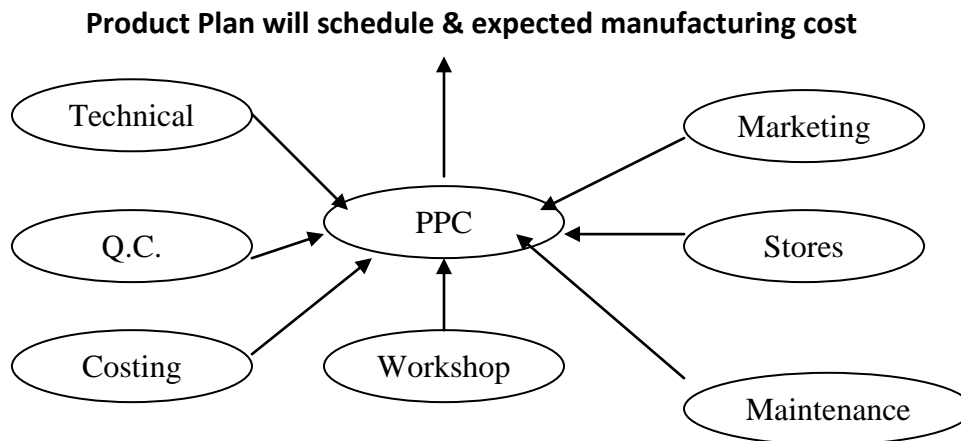 Product Plan will schedule & expected manufacturing cost
Technical
Marketing
PPC
Q.C.
Stores
Costing
Workshop
Maintenance